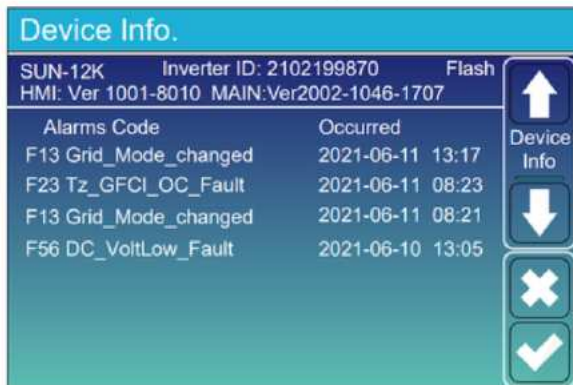 Device Info.
SUN-12K Inverter ID: 2102199870 Flash
HMI: Ver 1001-8010 MAIN:Ver2002-1046-1707
Alarms Code Occurred
F13 Grid_Mode_changed 2021-06-11 13:17
F23 Tz_GFCI_OC_Fault 2021-06-11 08:23
F13 Grid_Mode_changed 2021-06-11 08:21
F56 DC_VoltLow_Fault 2021-06-10 13:05
Device
Info